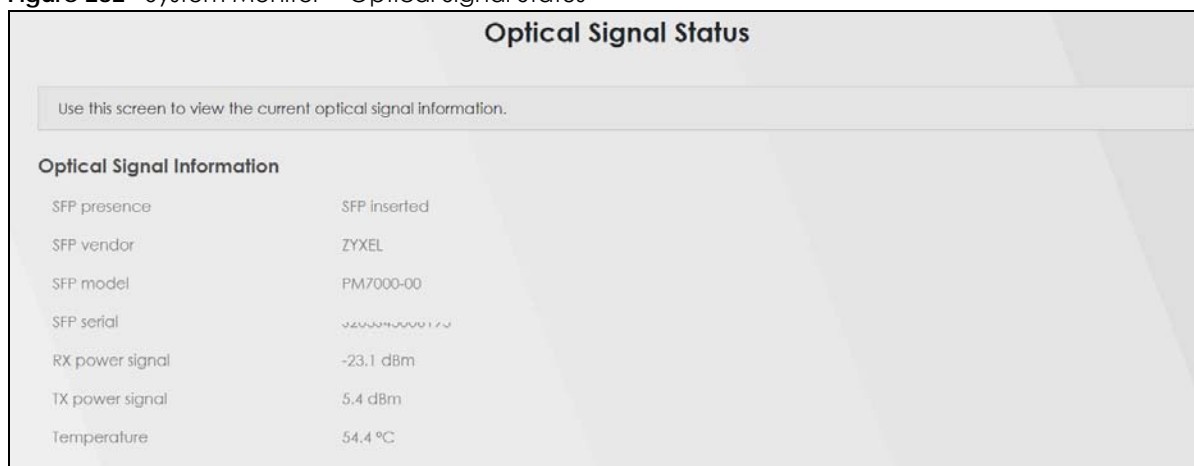 Optical Signal Status
Use this screen to view the current optical signal information.
Optical Signal Information
SFP presence SFP inserted
SFP vendor ZYXEL
SFP model PM7000-00
SFP serial
RX power signal -23.1 dBm
TX power signal 5.4 dBm
Temperature 54.4 ºC